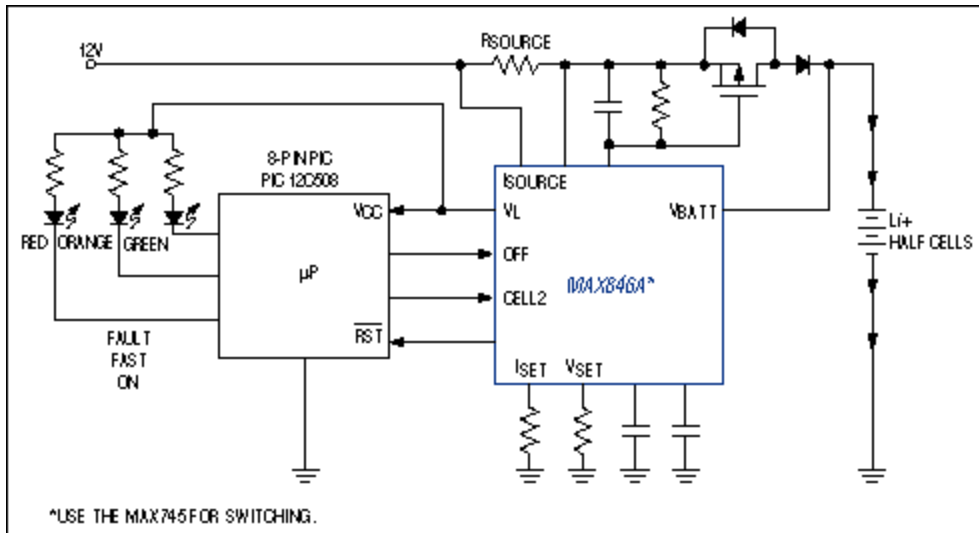 12V
RSOURCE
8-PIN PIC
PIC 12C508
VCC
µP
RST
RED ORANGE GREEN
FAULT
FAST
ON
ISOURCE
VL
VBATT
OFF
MAX846A*
CELL2
ISET VSET
Li+
HALF CELLS
*USE THE MAX745 FOR SWITCHING.